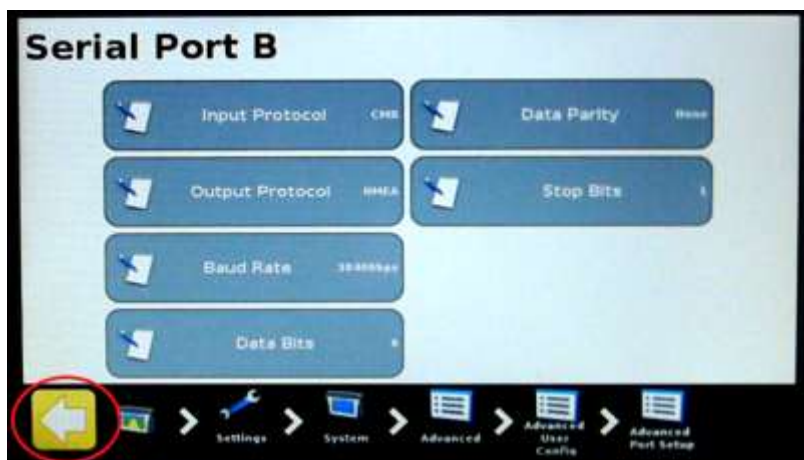 Serial Port B
Input Protocol CMR
Data Parity None
Output Protocol NMEA
Stop Bits 1
Baud Rate
Data Bits
Settings
System
Advanced
Advanced
User
Config
Advanced
Port Setup